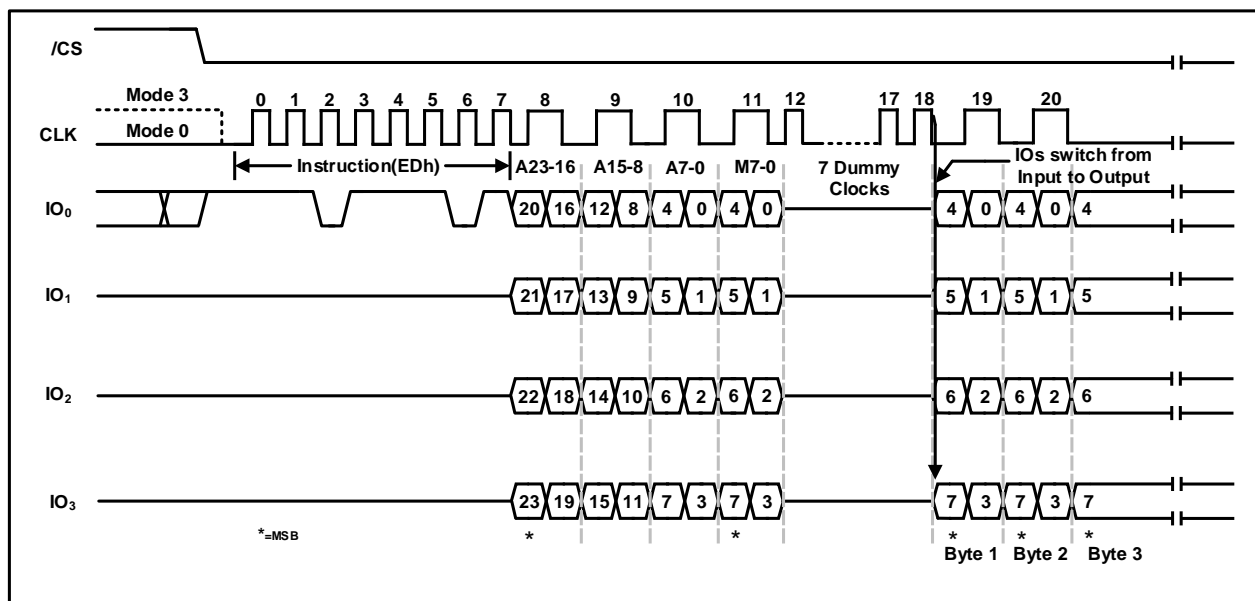 /CS
Mode 3
0 1 2 3 4 5 6 7 8 9 10 11 12 17 18 19 20
CLK Mode 0
Instruction(EDh) A23-16 A15-8 A7-0 M7-0 7 Dummy Clocks IOs switch from Input to Output
IO0 20 16 12 8 4 0 4 0 4 0 4 0 4
IO1 21 17 13 9 5 1 5 1 5 1 5 1 5
IO2 22 18 14 10 6 2 6 2 6 2 6 2 6
IO3 23 19 15 11 7 3 7 3 7 3 7 3 7
*=MSB * * * * *
Byte 1 Byte 2 Byte 3